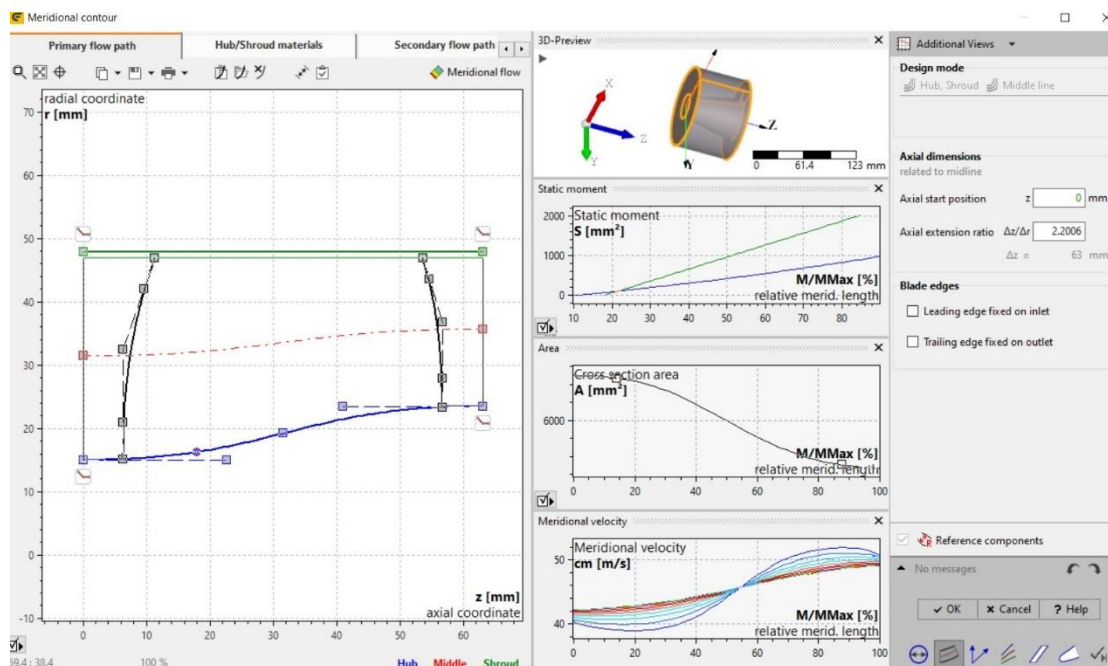 Meridional contour
Primary flow path
Hub/Shroud materials
Secondary flow path
Meridional flow
radial coordinate
r [mm]
70
60
50
40
30
20
10
0
-10
0 10 20 30 40 50 60
z [mm]
axial coordinate
100 %
Hub Middle Shroud
3D-Preview
X
Z
Y
Z
Y
0 61.4 123 mm
Static moment
Static moment
S [mm²]
2000
1000
0
M/MMax [%]
relative merid. length
10 20 30 40 50 60 70 80
Area
Cross section area
A [mm²]
6000
M/MMax [%]
relative merid. length
0 20 40 60 80 100
Meridional velocity
Meridional velocity
cm [m/s]
50
40
M/MMax [%]
relative merid. length
0 20 40 60 80 100
Additional Views
Design mode
Hub, Shroud Middle line
Axial dimensions
related to midline
Axial start position z 0 mm
Axial extension ratio Δz/Δr 2.2006
Δz = 63 mm
Blade edges
Leading edge fixed on inlet
Trailing edge fixed on outlet
Reference components
No messages
OK Cancel ? Help